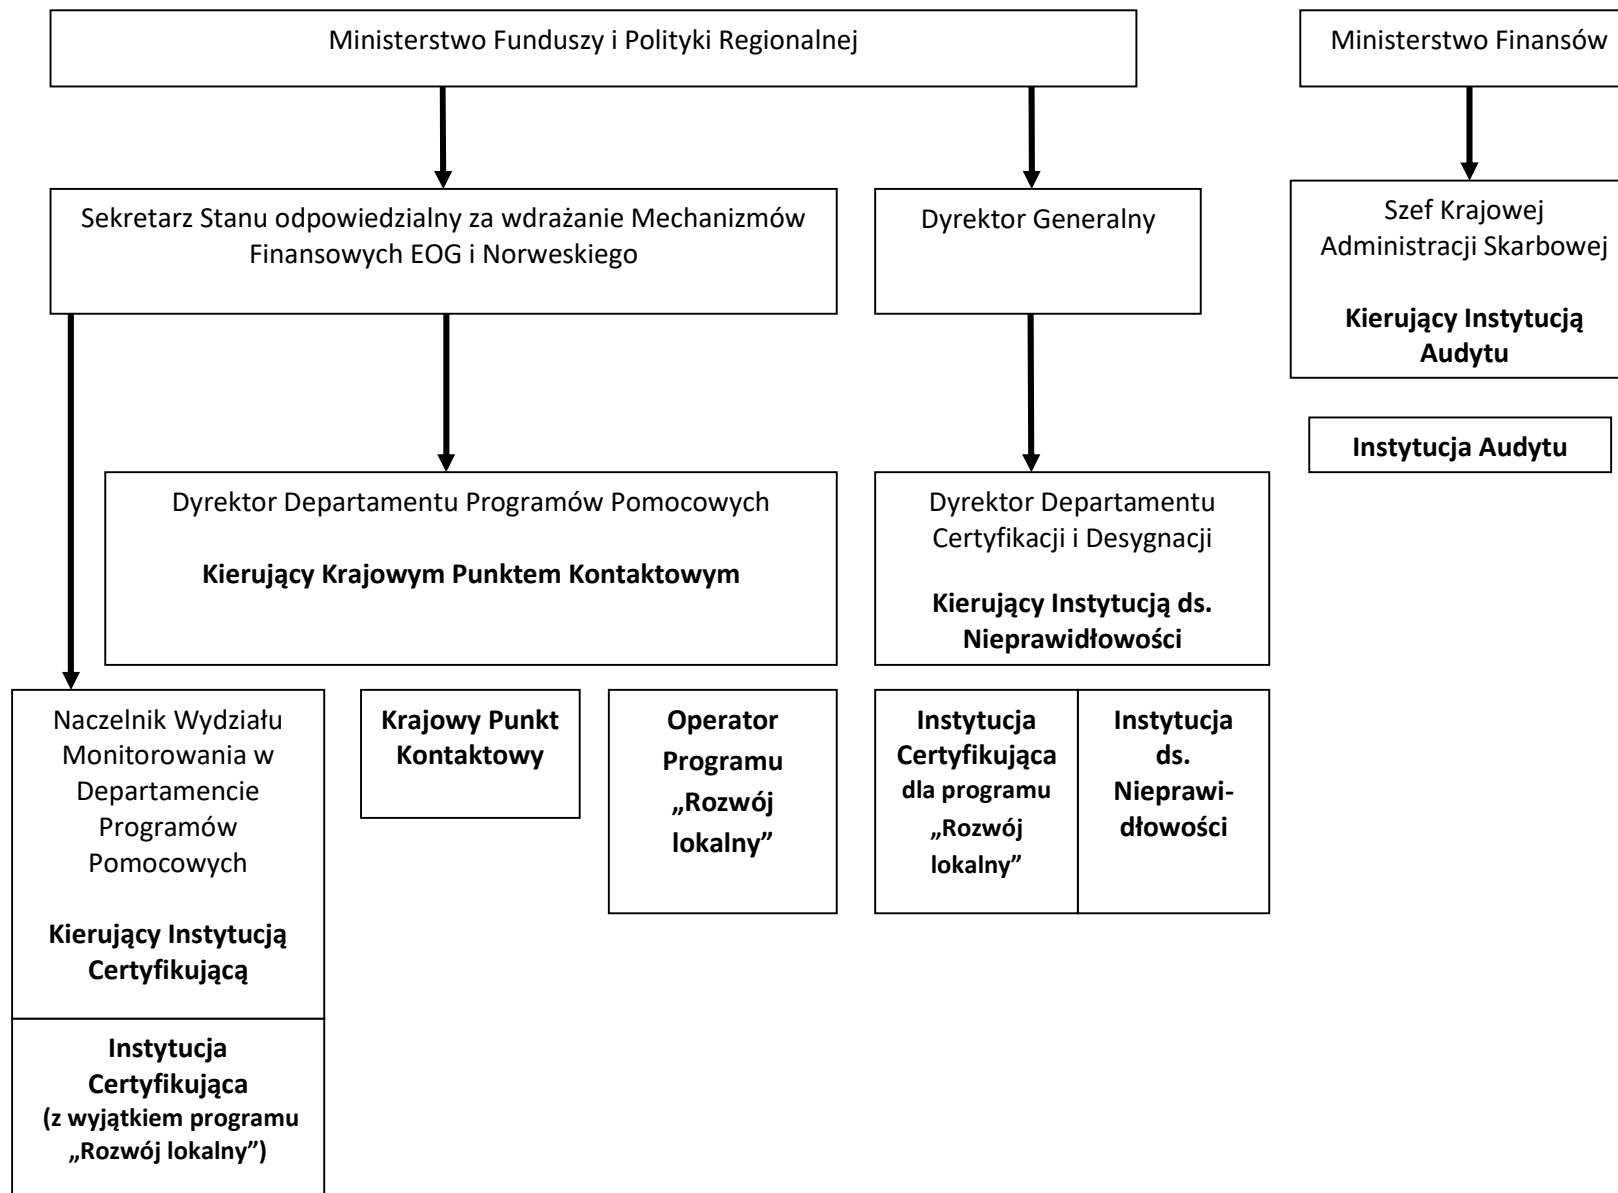 Ministerstwo Funduszy i Polityki Regionalnej
Ministerstwo Finansów
Sekretarz Stanu odpowiedzialny za wdrażanie Mechanizmów
Finansowych EOG i Norweskiego
Dyrektor Generalny
Szef Krajowej
Administracji Skarbowej
Kierujący Instytucją
Audytu
Instytucja Audytu
Dyrektor Departamentu Programów Pomocowych
Kierujący Krajowym Punktem Kontaktowym
Dyrektor Departamentu
Certyfikacji i Desygnacji
Kierujący Instytucją ds.
Nieprawidłowości
Naczelnik Wydziału
Monitorowania w
Departamencie
Programów
Pomocowych
Kierujący Instytucją
Certyfikującą
Instytucja
Certyfikująca
(z wyjątkiem programu
„Rozwój lokalny”)
Krajowy Punkt
Kontaktowy
Operator
Programu
„Rozwój
lokalny”
Instytucja
Certyfikująca
dla programu
„Rozwój
lokalny”
Instytucja
ds.
Nieprawi-
dłowości